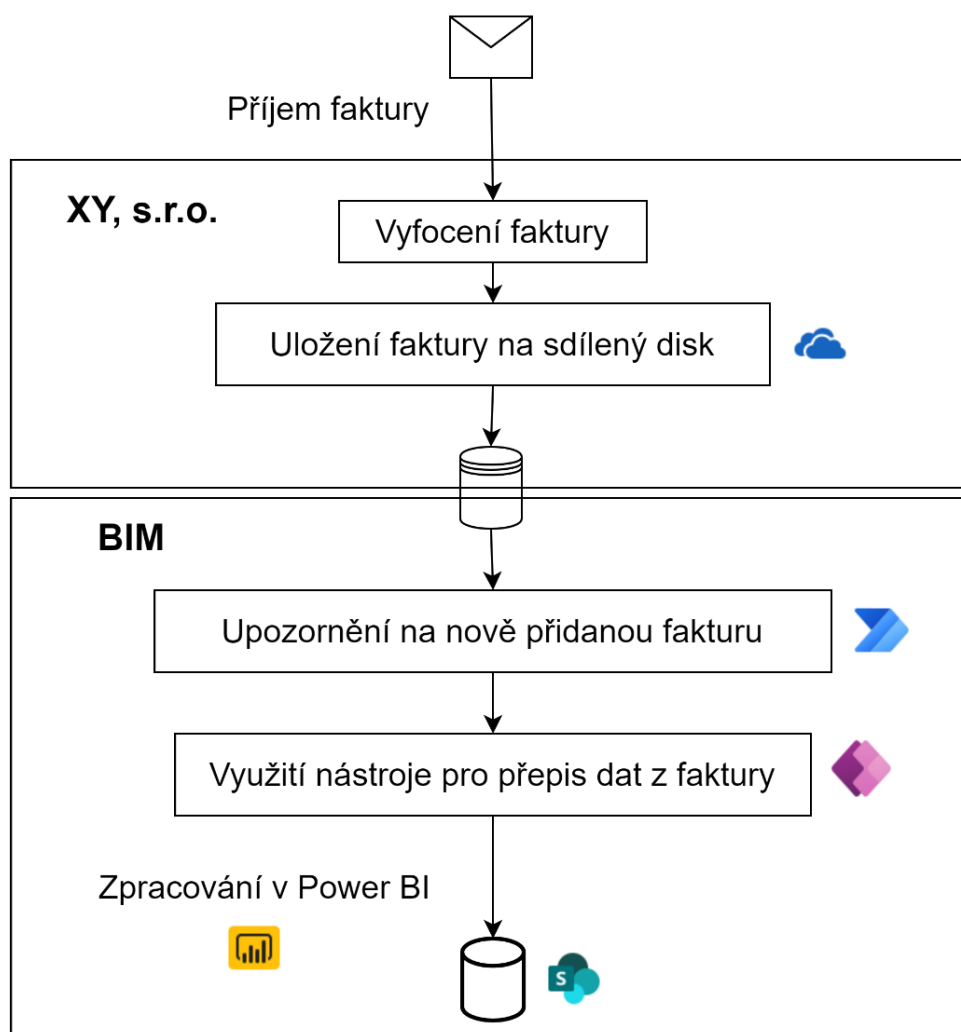 Příjem faktury
XY, s.r.o.
Vyfocení faktury
Uložení faktury na sdílený disk
BIM
Upozornění na nově přidanou fakturu
Využití nástroje pro přepis dat z faktury
Zpracování v Power BI
S